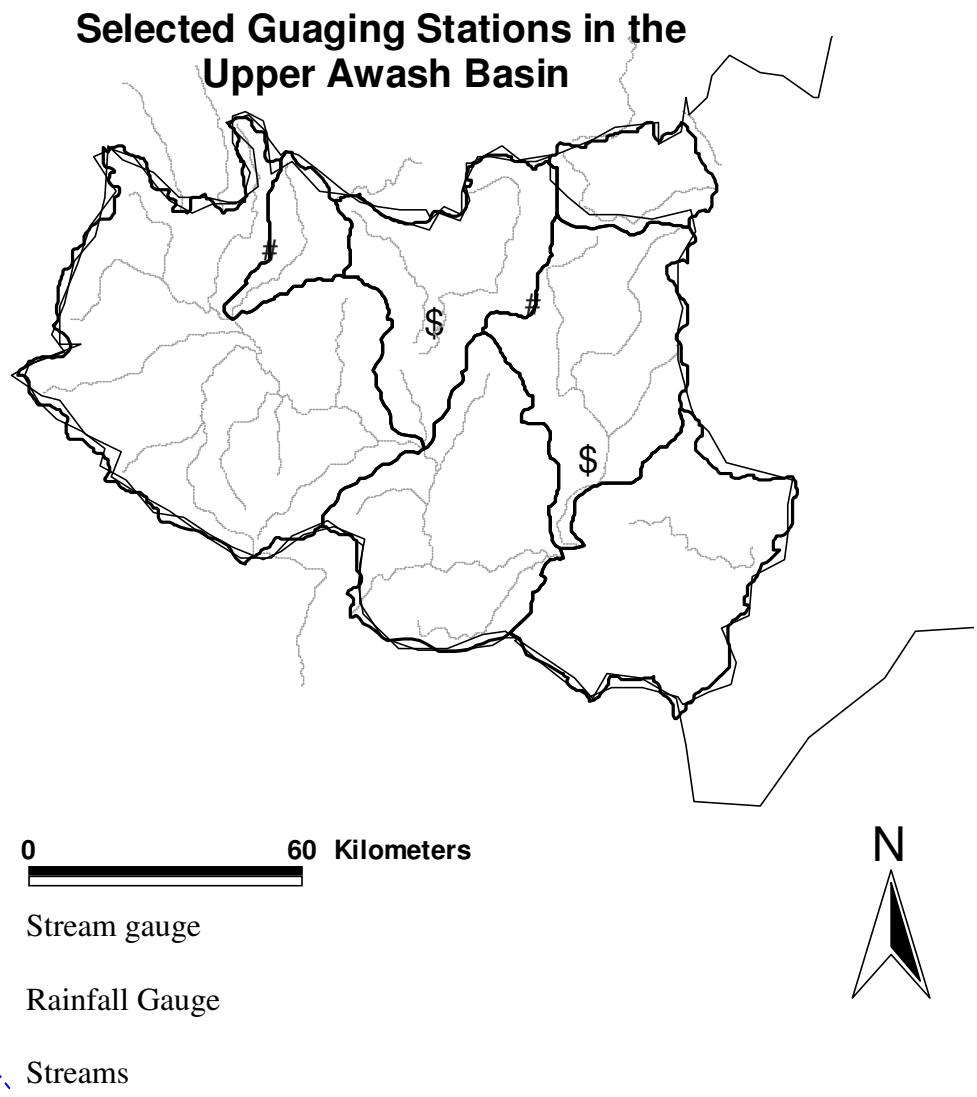 Selected Guaging Stations in the
Upper Awash Basin
#
#
$
$
0 60 Kilometers
N
Stream gauge
Rainfall Gauge
Streams